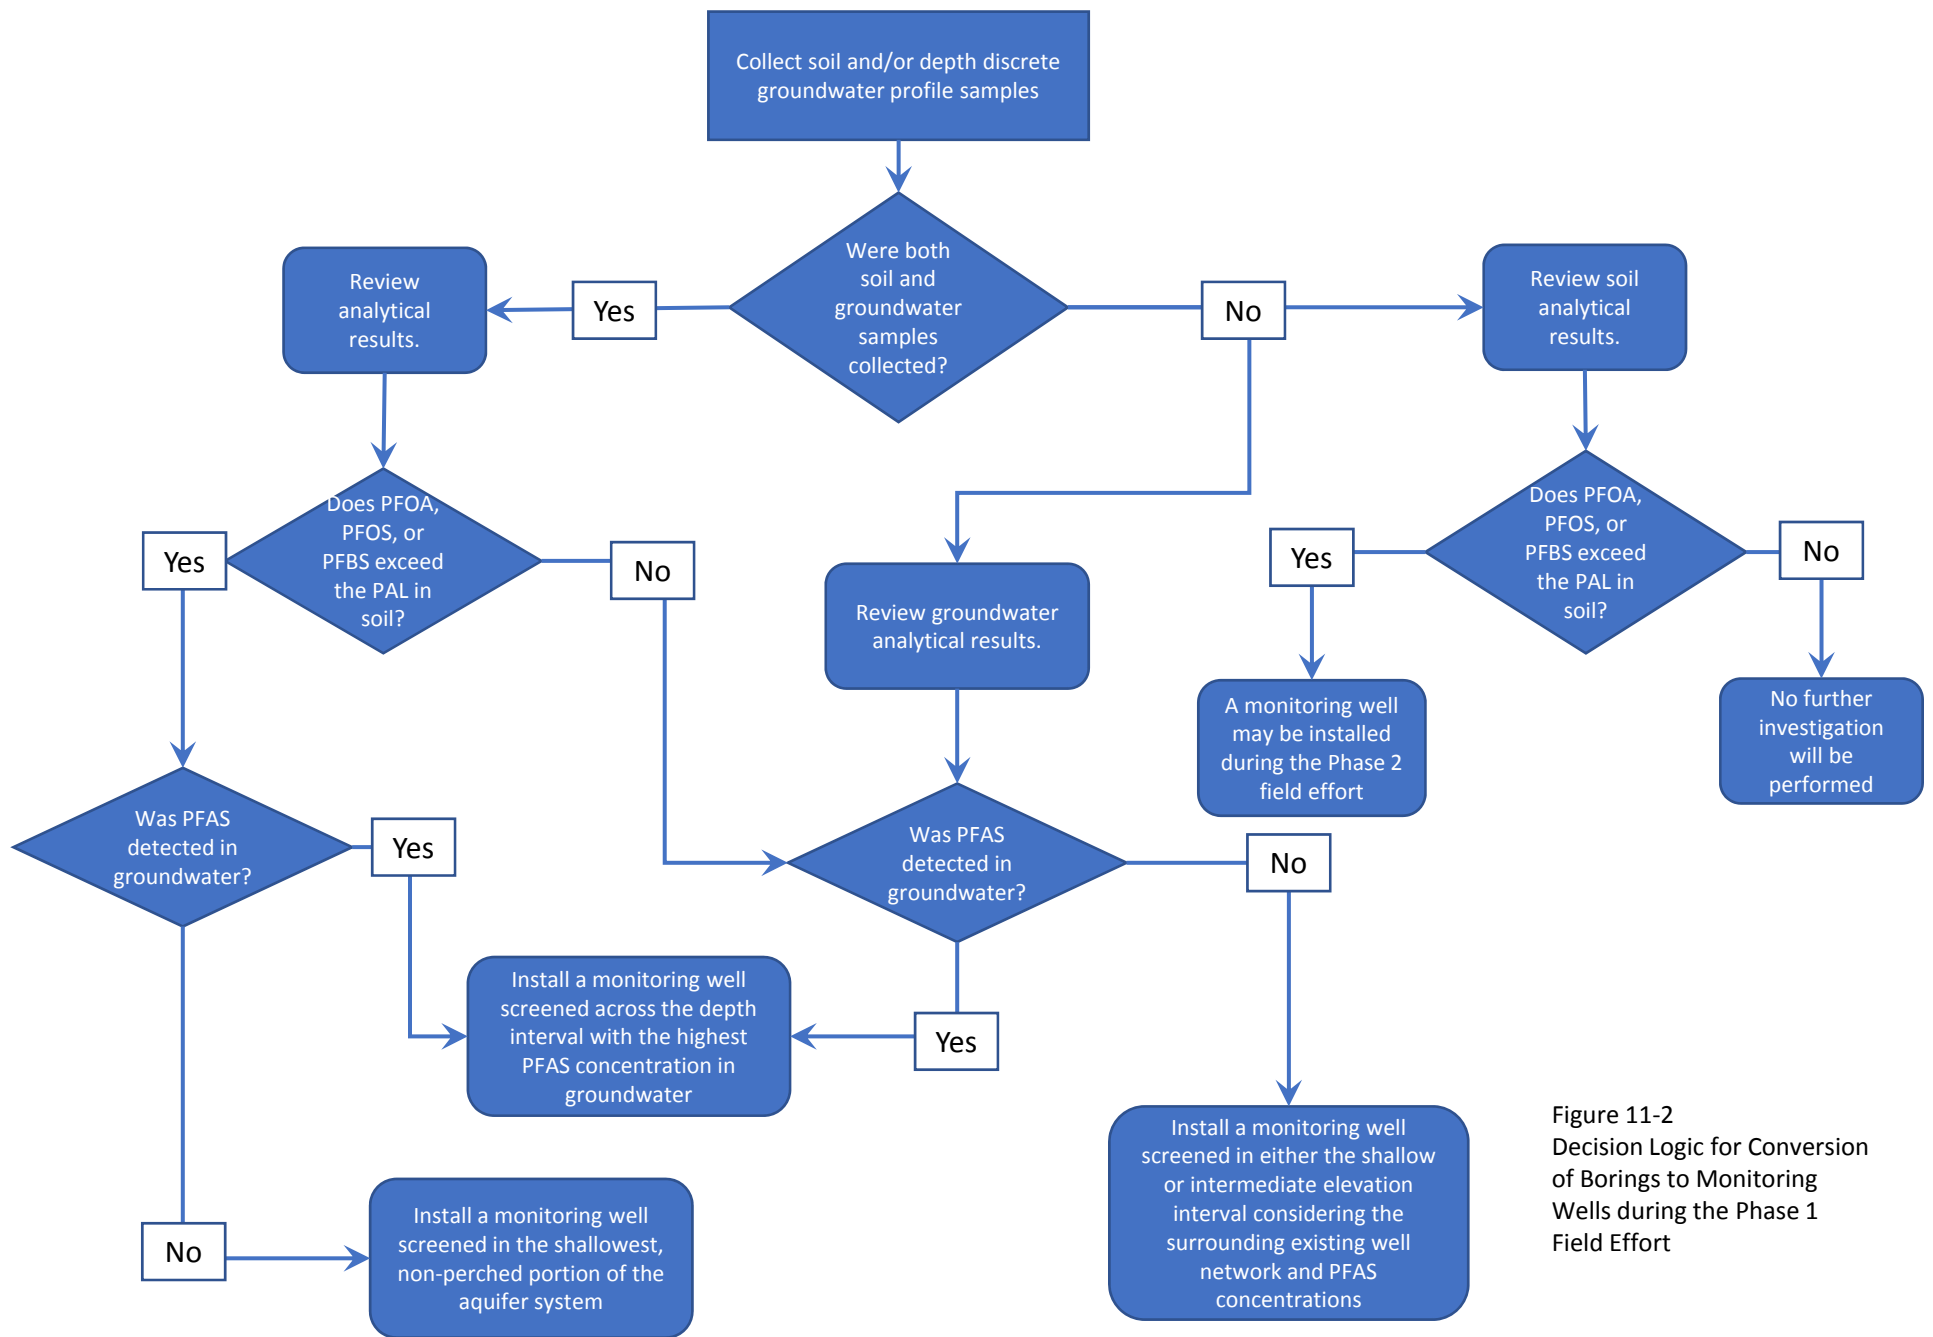 Collect soil and/or depth discrete
groundwater profile samples
Were both
soil and
groundwater
samples
collected?
Yes
No
Review
analytical
results.
Review soil
analytical
results.
Does PFOA,
PFOS, or
PFBS exceed
the PAL in
soil?
Yes
No
Review groundwater
analytical results.
Does PFOA,
PFOS, or
PFBS exceed
the PAL in
soil?
Yes
No
A monitoring well
may be installed
during the Phase 2
field effort
No further
investigation
will be
performed
Was PFAS
detected in
groundwater?
Yes
Was PFAS
detected in
groundwater?
No
Install a monitoring well
screened across the depth
interval with the highest
PFAS concentration in
groundwater
Yes
No
Install a monitoring well
screened in the shallowest,
non-perched portion of the
aquifer system
Install a monitoring well
screened in either the shallow
or intermediate elevation
interval considering the
surrounding existing well
network and PFAS
concentrations
Figure 11-2
Decision Logic for Conversion
of Borings to Monitoring
Wells during the Phase 1
Field Effort